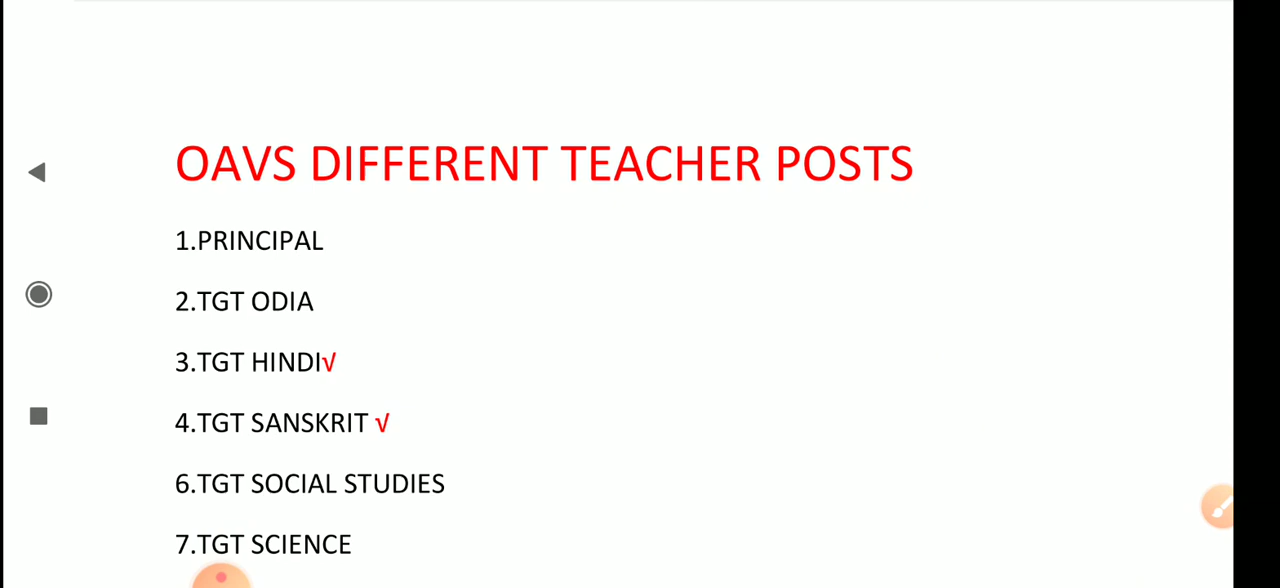 OAVS DIFFERENT TEACHER POSTS
1.PRINCIPAL
2.TGT ODIA
3.TGT HINDI√
4.TGT SANSKRIT √
6.TGT SOCIAL STUDIES
7.TGT SCIENCE